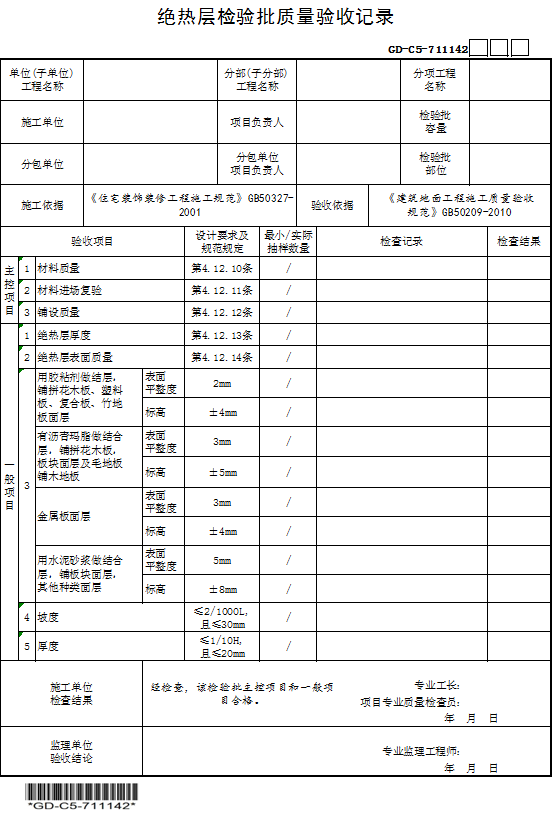 绝热层检验批质量验收记录
GD-C5-711142
单位(子单位)
工程名称
分部(子分部)
工程名称
分项工程
名称
施工单位
项目负责人
检验批
容量
分包单位
分包单位
项目负责人
检验批
部位
施工依据
《住宅装饰装修工程施工规范》GB50327-
2001
验收依据
《建筑地面工程施工质量验收
规范》GB50209-2010
验收项目
设计要求及
规范规定
最小/实际
抽样数量
检查记录
检查结果
主控项目
1 材料质量 第4.12.10条 /
2 材料进场复验 第4.12.11条 /
3 铺设质量 第4.12.12条 /
一般项目
1 绝热层厚度 第4.12.13条 /
2 绝热层表面质量 第4.12.14条 /
3
用胶粘剂做结层,
铺拼花木板、塑料
板、复合板、竹地
板面层
表面
平整度
2mm /
标高 ±4mm /
有沥青玛脂做结合
层,铺拼花木板,
板块面层及毛地板
铺木地板
表面
平整度
3mm /
标高 ±5mm /
金属板面层
表面
平整度
3mm /
标高 ±4mm /
用水泥砂浆做结合
层,铺板块面层,
其他种类面层
表面
平整度
5mm /
标高 ±8mm /
4 坡度
≤2/1000L,
且≤30mm
/
5 厚度
≤1/10H,
且≤20mm
/
施工单位
检查结果
经检查,该检验批主控项目和一般项
目合格。
专业工长:
项目专业质量检查员:
年 月 日
监理单位
验收结论
专业监理工程师:
年 月 日
*GD-C5-711142*